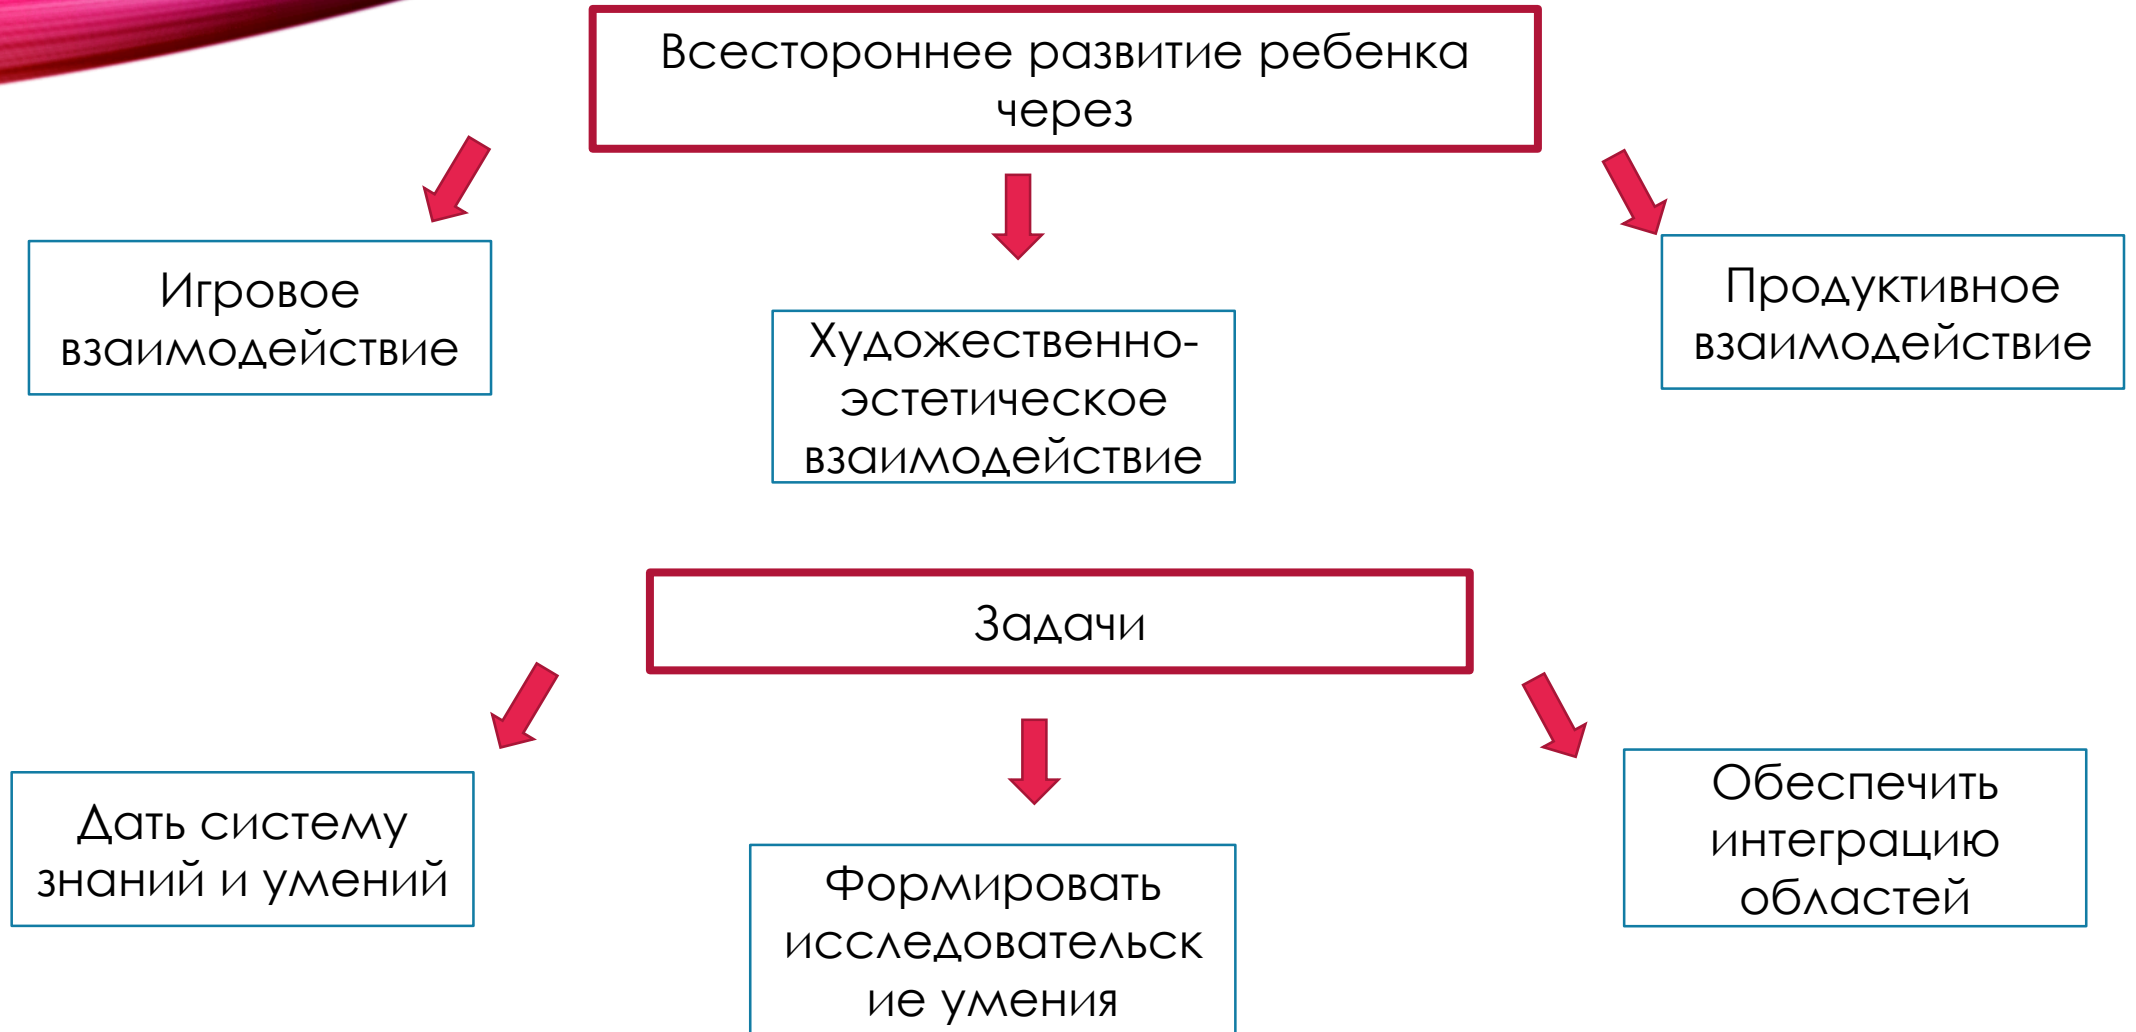 Всестороннее развитие ребенка
через
Игровое
взаимодействие
Художественно-
эстетическое
взаимодействие
Продуктивное
взаимодействие
Задачи
Дать систему
знаний и умений
Формировать
исследовательск
ие умения
Обеспечить
интеграцию
областей